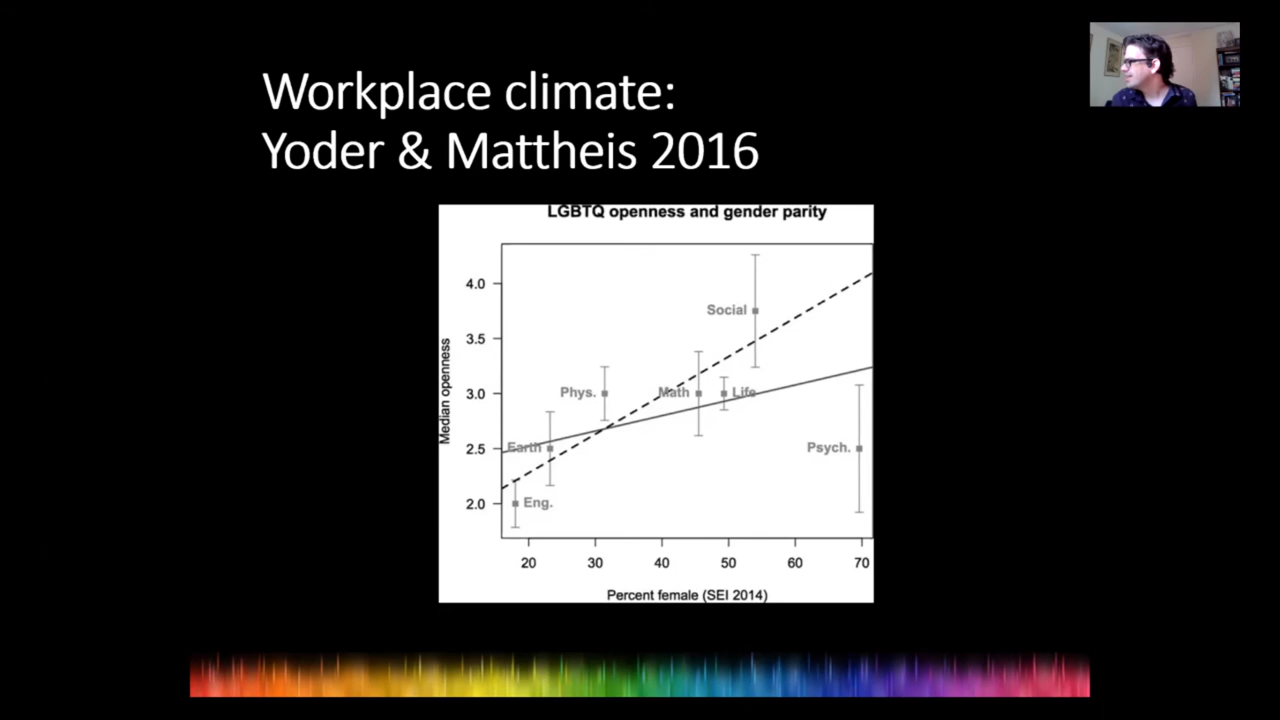 Workplace climate:
Yoder & Mattheis 2016
LGBTQ openness and gender parity
Median openness
4.0
3.5
3.0
2.5
2.0
Social
Phys.
Math
Life
Earth
Psych.
Eng.
20 30 40 50 60 70
Percent female (SEI 2014)